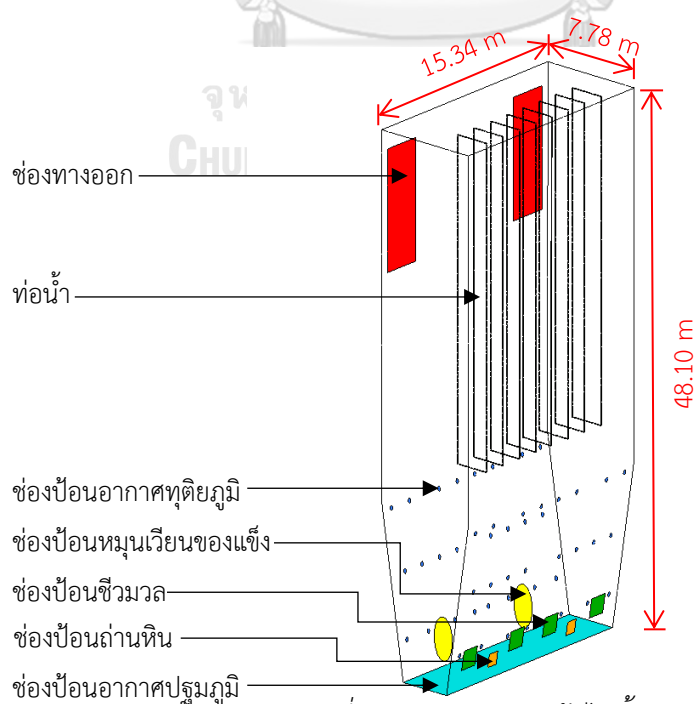 15.34 m
7.78 m
จุฬ
CHUL
ช่องทางออก
ท่อน้ำ
48.10 m
ช่องป้อนอากาศทุติยภูมิ
ช่องป้อนหมุนเวียนของแข็ง
ช่องป้อนชีวมวล
ช่องป้อนถ่านหิน
ช่องป้อนอากาศปฐมภูมิ